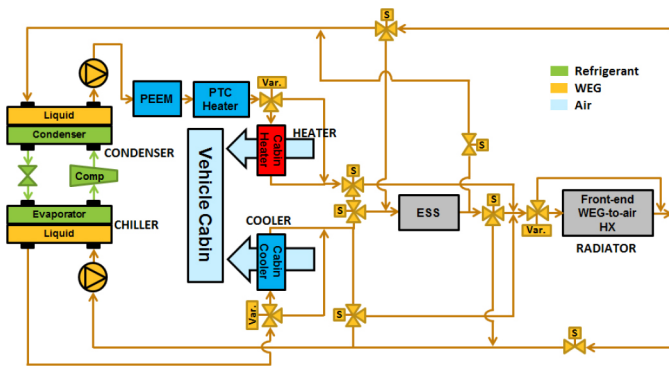 S
Refrigerant
WEG
Air
Liquid
Condenser
CONDENSER
PEEM
PTC
Heater
Var.
Cabin
Heater
HEATER
Comp
Vehicle Cabin
S
Evaporator
Liquid
CHILLER
COOLER
Cabin
Cooler
S
S
ESS
S
Var.
Front-end
WEG-to-air
HX
RADIATOR
Var.
S
S